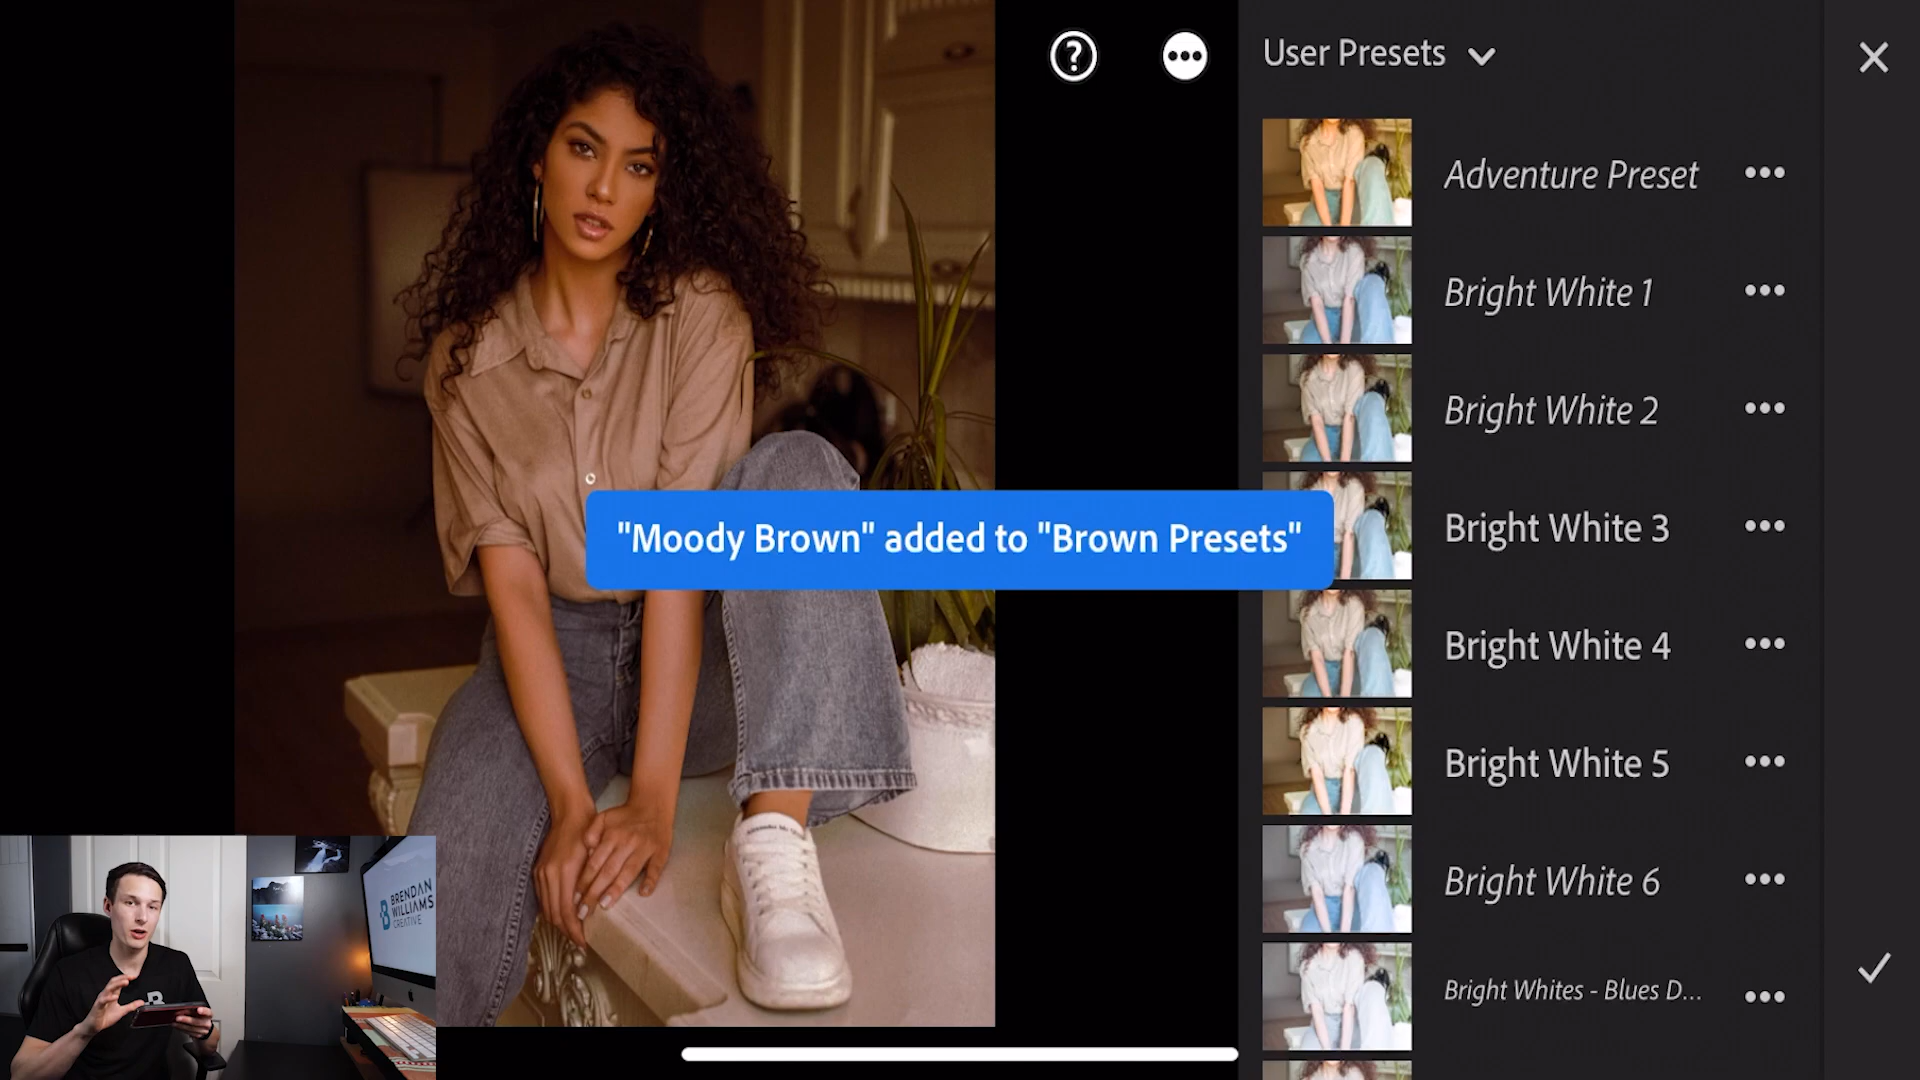 User Presets
Adventure Preset
Bright White 1
Bright White 2
"Moody Brown" added to "Brown Presets"
Bright White 3
Bright White 4
Bright White 5
Bright White 6
Bright Whites - Blues D...
BRENDAN
WILLIAMS
CREATIVE